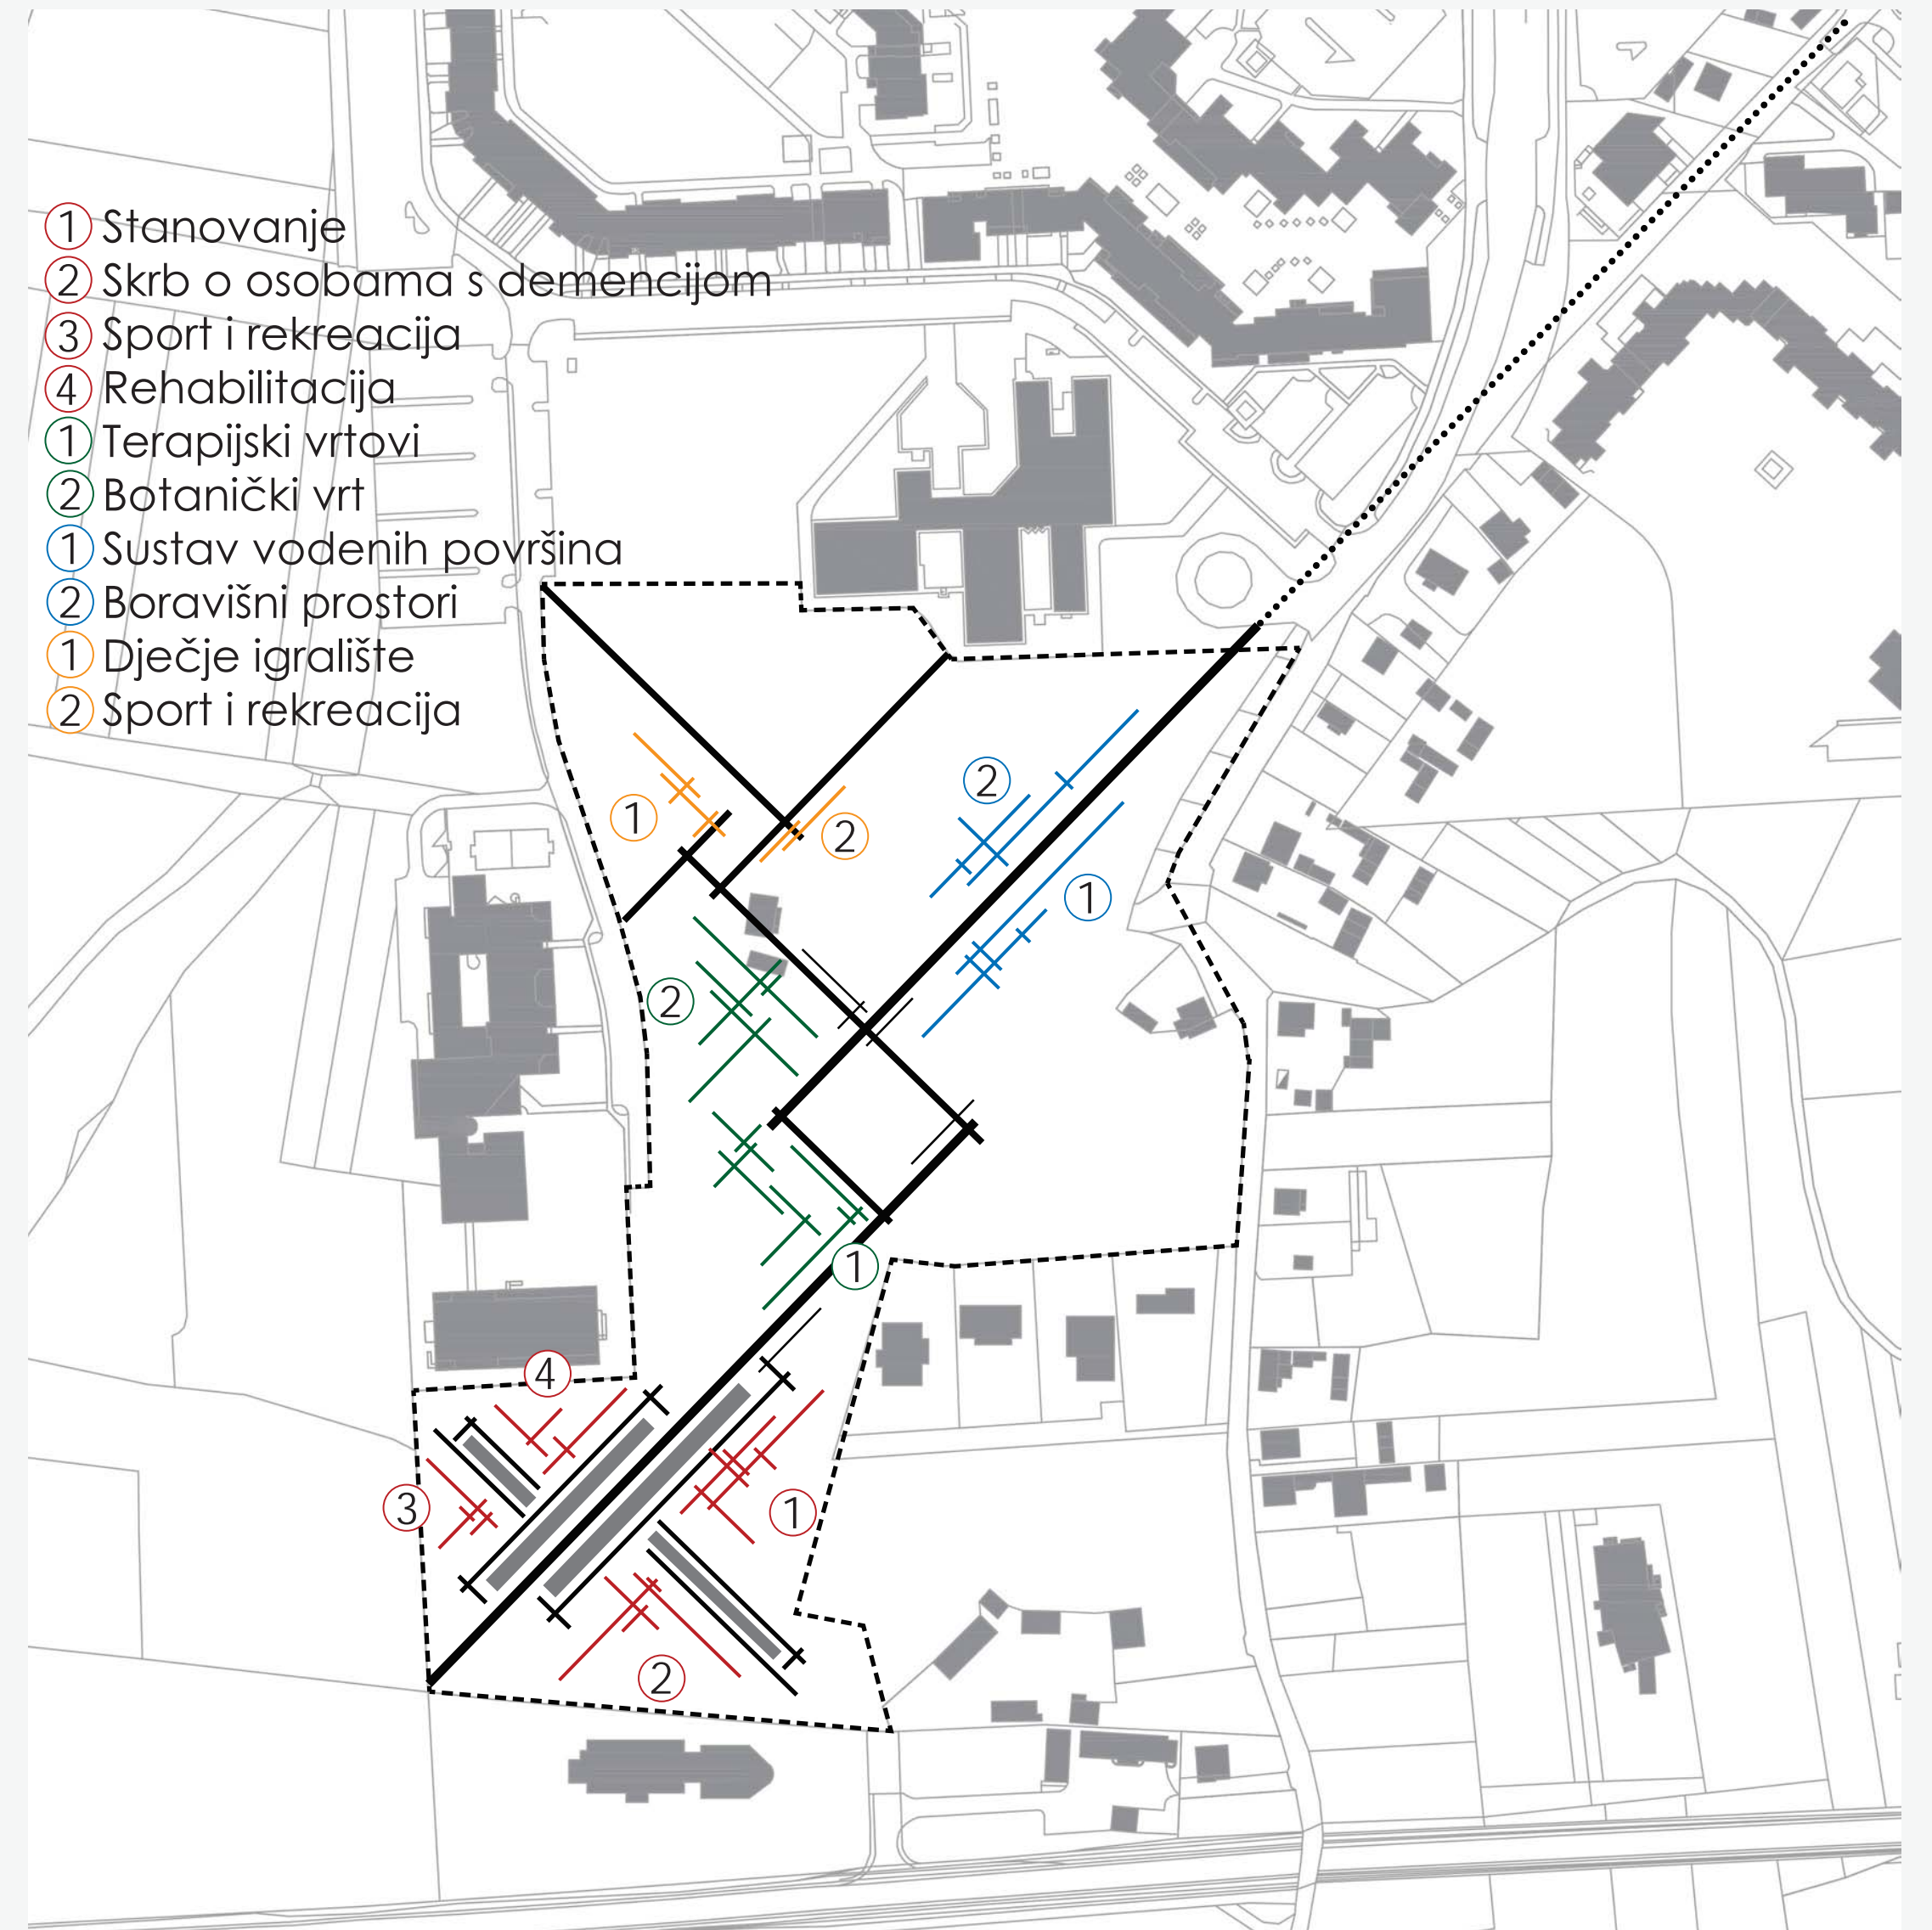 1 Stanovanje
2 Skrb o osobama s demencijom
3 Sport i rekreacija
4 Rehabilitacija
1 Terapijski vrtovi
2 Botanički vrt
1 Sustav vodenih površina
2 Boravišni prostori
1 Dječje igralište
2 Sport i rekreacija
2
1
2
1
2
1
4
3
1
2